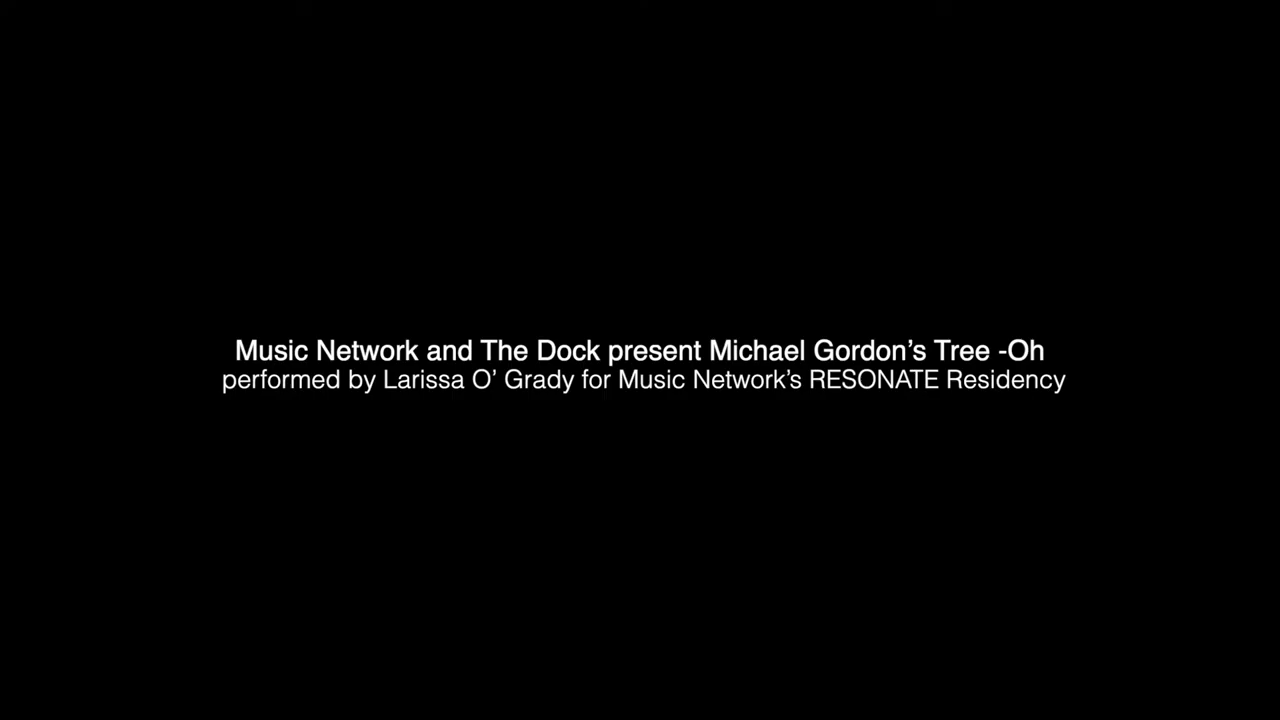 Music Network and The Dock present Michael Gordon’s Tree -Oh
performed by Larissa O’ Grady for Music Network’s RESONATE Residency